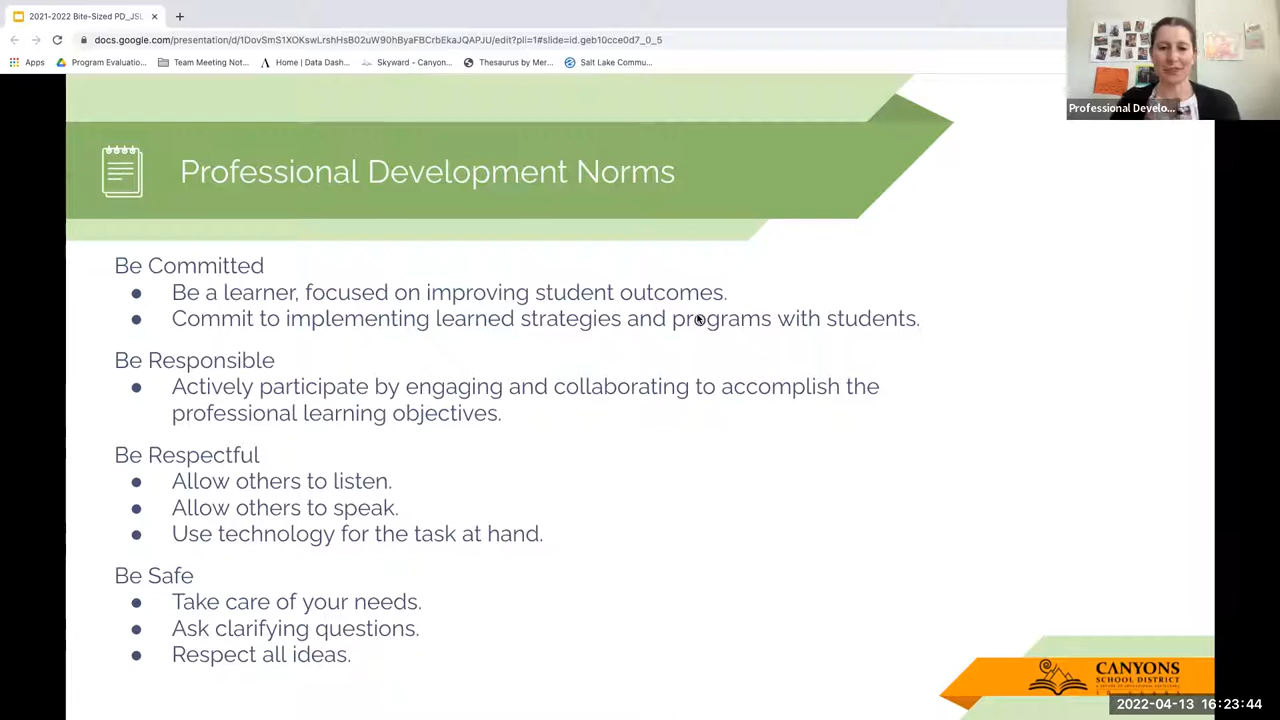 2021-2022 Bite-Sized PD_JSL
docs.google.com/presentation/d/1DovSmS1XOKswLrshHsB02uW90hByaFBCrbEkaJQAPJU/edit?pli=1#slide=id.geb10cce0d7_0_5
Apps Program Evaluatio... Team Meeting Not... Home | Data Dash... Skyward - Canyon... Thesaurus by Mer... Salt Lake Commu...
Professional Develo...
Professional Development Norms
Be Committed
● Be a learner, focused on improving student outcomes.
● Commit to implementing learned strategies and programs with students.
Be Responsible
● Actively participate by engaging and collaborating to accomplish the
professional learning objectives.
Be Respectful
● Allow others to listen.
● Allow others to speak.
● Use technology for the task at hand.
Be Safe
● Take care of your needs.
● Ask clarifying questions.
● Respect all ideas.
CANYONS
SCHOOL DISTRICT
2022-04-13 16:23:44